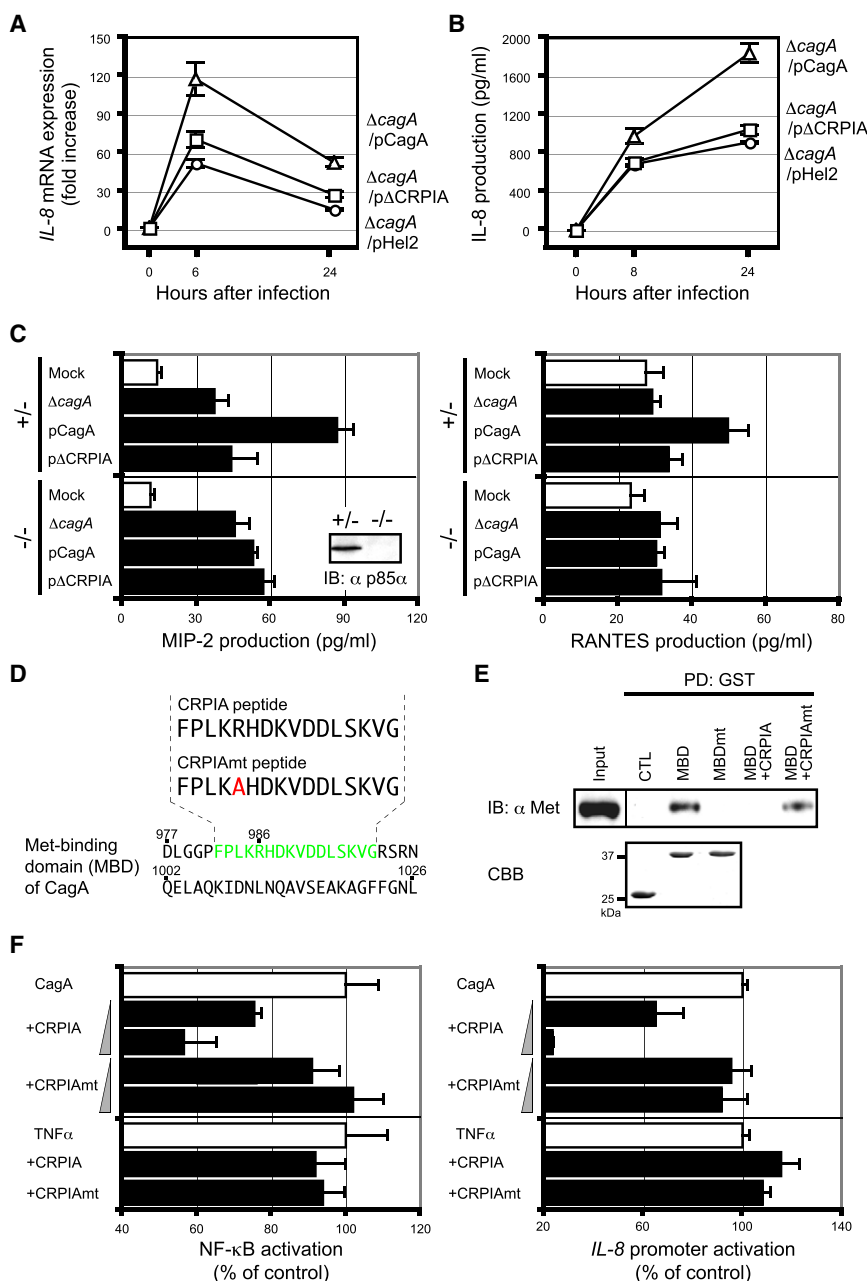 A
150
120
90
60
30
0
IL-8 mRNA expression
(fold increase)
0
6
24
Hours after infection
ΔcagA
/pCagA
ΔcagA
/pΔCRPIA
ΔcagA
/pHel2
B
2000
1600
1200
800
400
0
IL-8 production (pg/ml)
0
8
24
Hours after infection
ΔcagA
/pCagA
ΔcagA
/pΔCRPIA
ΔcagA
/pHel2
C
+/-
Mock
ΔcagA
pCagA
pΔCRPIA
-/-
Mock
ΔcagA
pCagA
pΔCRPIA
+/- -/-
IB: α p85α
0
30
60
90
120
MIP-2 production (pg/ml)
+/-
Mock
ΔcagA
pCagA
pΔCRPIA
-/-
Mock
ΔcagA
pCagA
pΔCRPIA
0
20
40
60
80
RANTES production (pg/ml)
D
CRPIA peptide
FPLKRHDKVDDLSKVG
CRPIAmt peptide
FPLKAHDKVDDLSKVG
Met-binding
domain (MBD)
of CagA
977
986
DLGGPFPLKRHDKVDDLSKVGRSRN
1002
1026
QELAQKIDNLNQAVSEAKAGFFGNL
E
PD: GST
Input
CTL
MBD
MBDmt
MBD
+CRPIA
MBD
+CRPIAmt
IB: α Met
CBB
37
25
kDa
F
CagA
+CRPIA
+CRPIAmt
TNFα
+CRPIA
+CRPIAmt
40
60
80
100
120
NF-κB activation
(% of control)
CagA
+CRPIA
+CRPIAmt
TNFα
+CRPIA
+CRPIAmt
20
60
100
140
IL-8 promoter activation
(% of control)